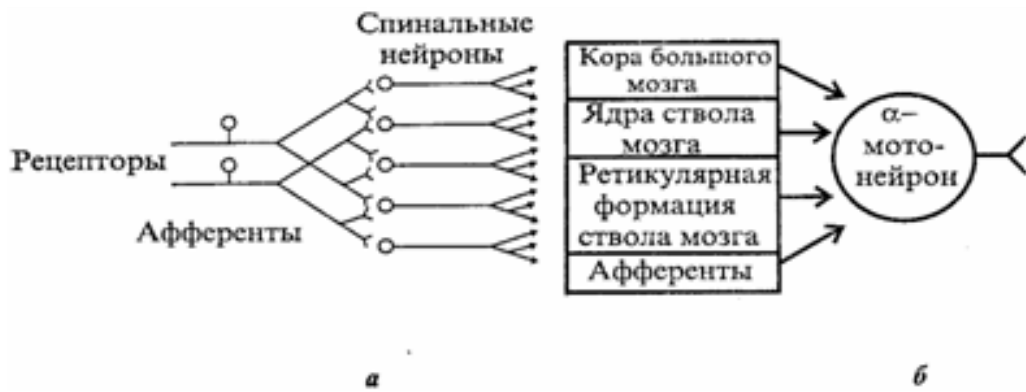 Спинальные
нейроны
Рецепторы
Афференты
Кора большого
мозга
Ядра ствола
мозга
Ретикулярная
формация
ствола мозга
Афференты
α–
мото-
нейрон
а
б